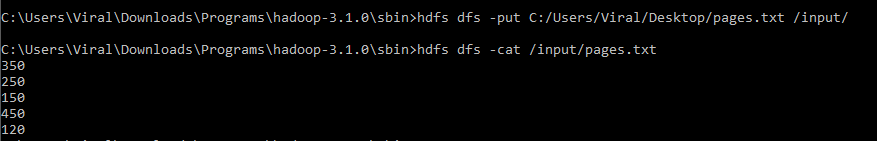 C:\Users\Viral\Downloads\Programs\hadoop-3.1.0\sbin>hdfs dfs -put C:/Users/Viral/Desktop/pages.txt /input/
C:\Users\Viral\Downloads\Programs\hadoop-3.1.0\sbin>hdfs dfs -cat /input/pages.txt
350
250
150
450
120